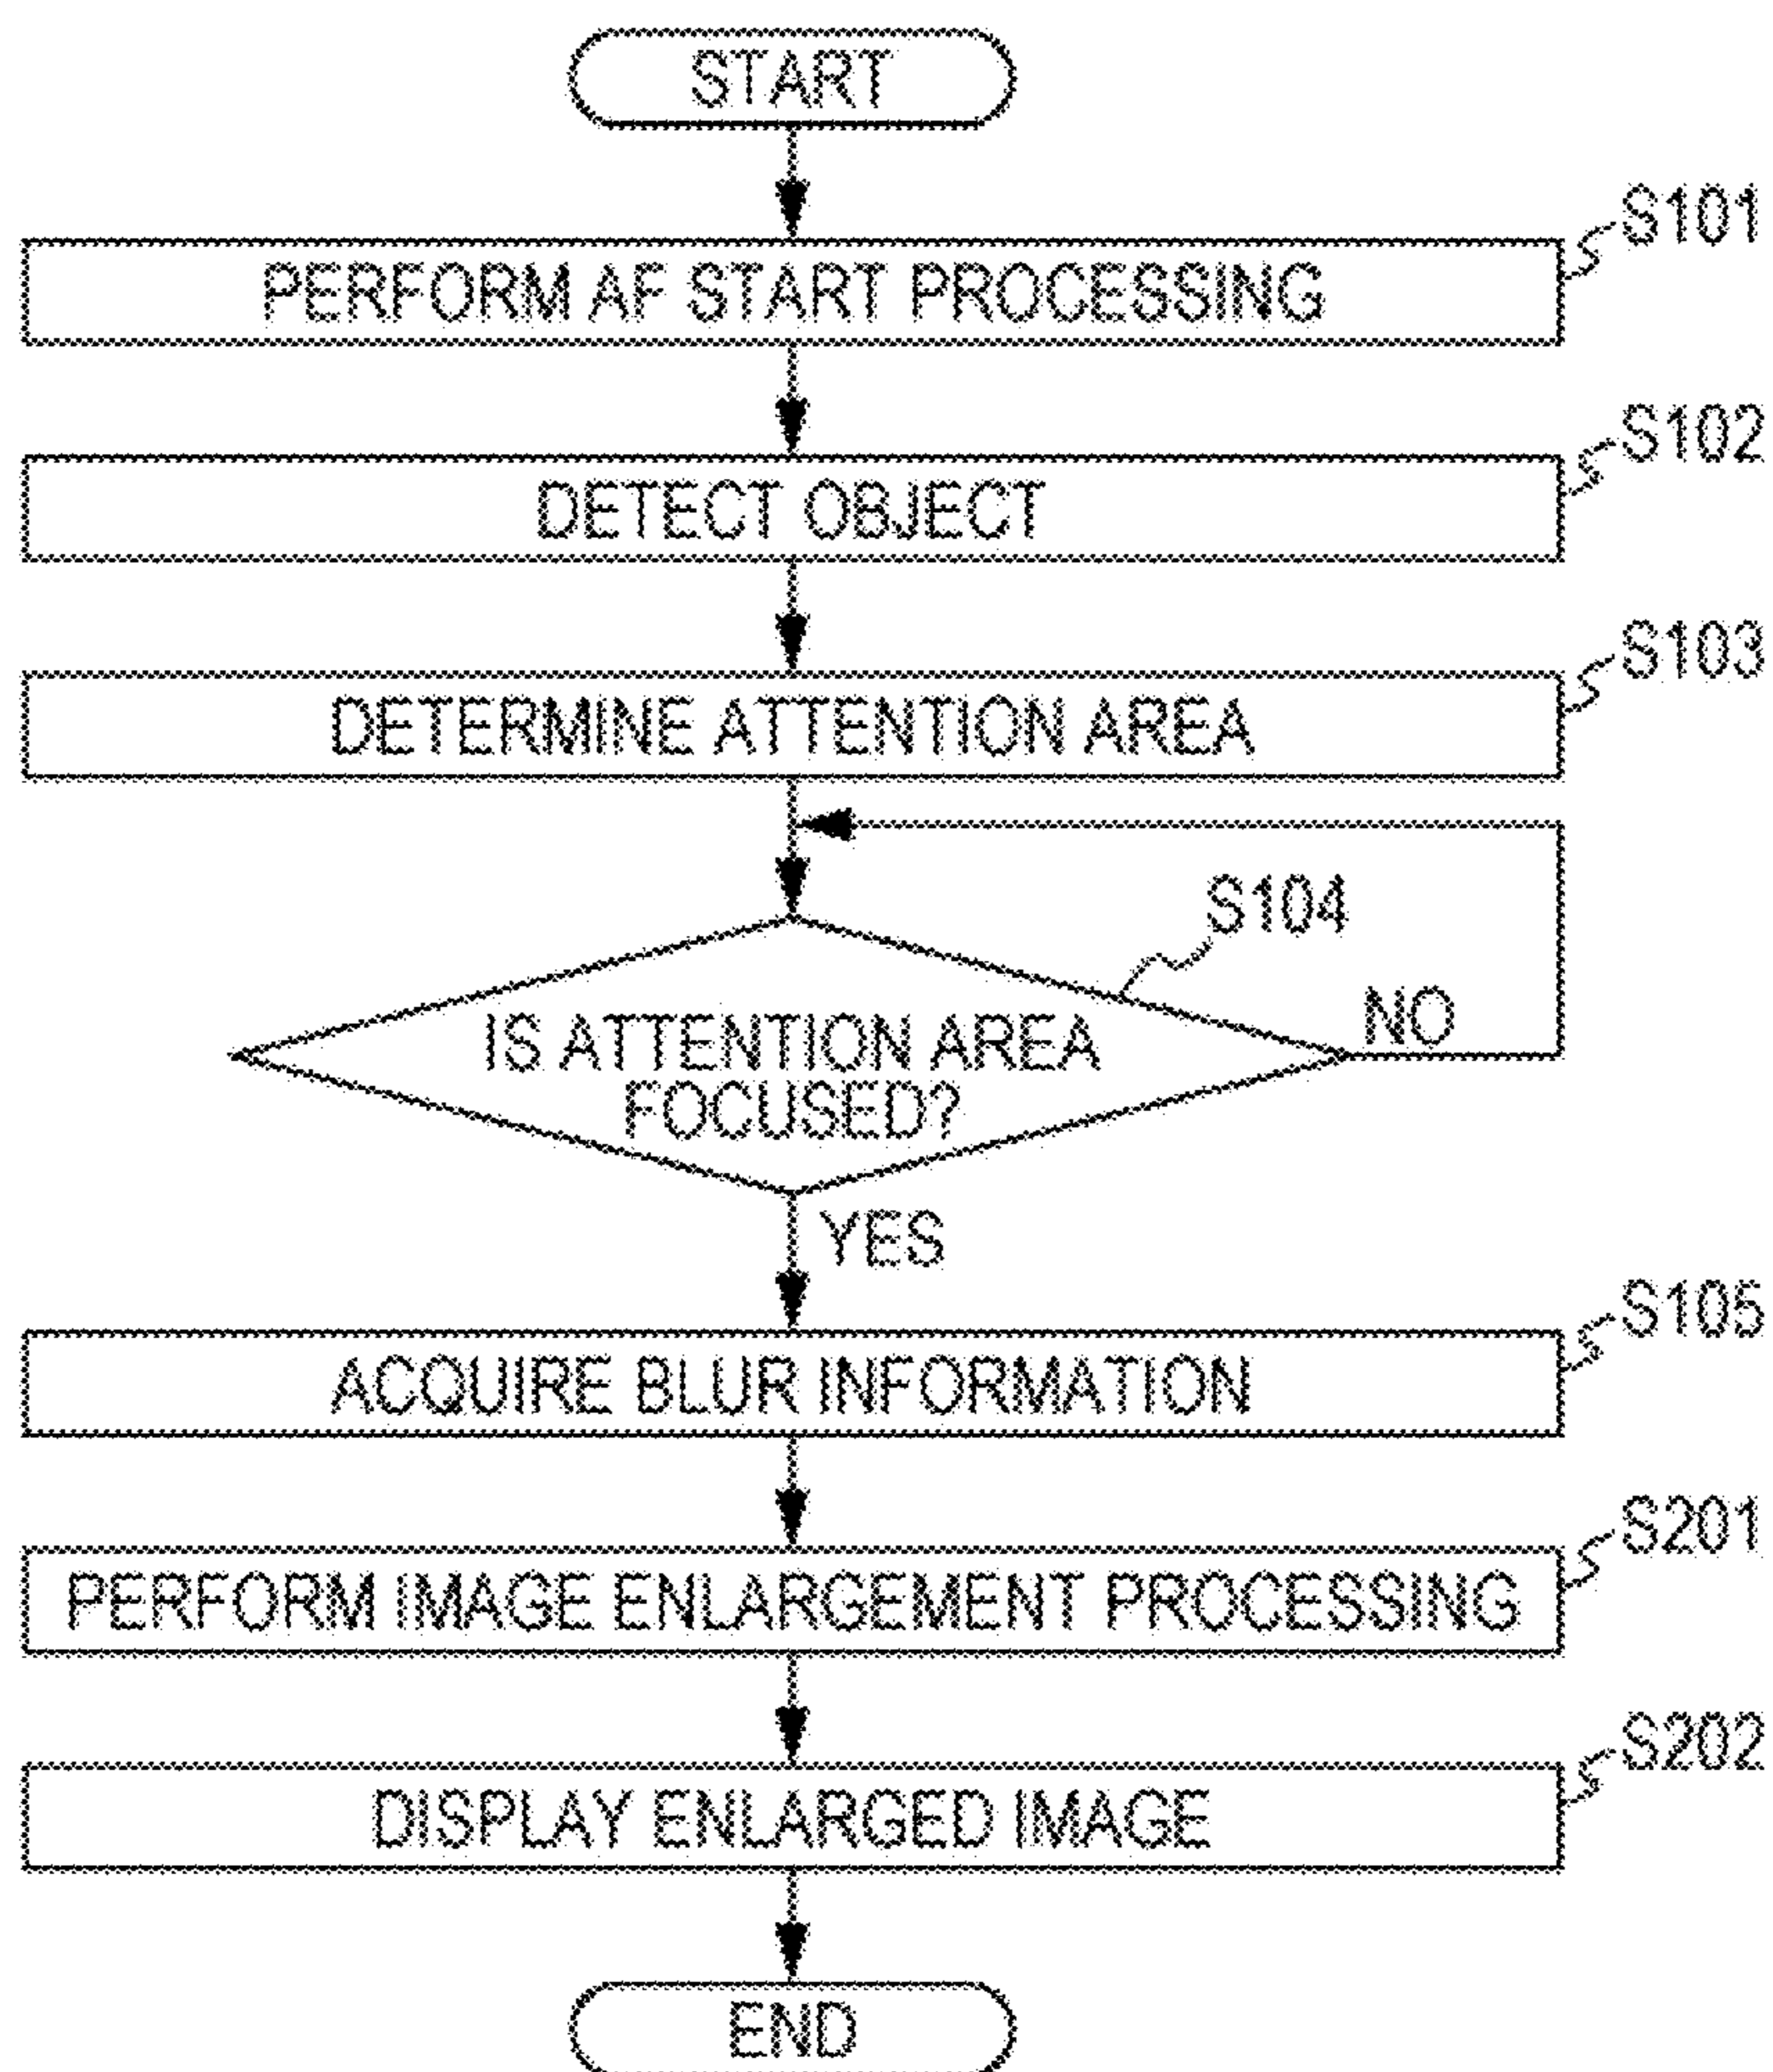 START
S101
PERFORM AF START PROCESSING
S102
DETECT OBJECT
S103
DETERMINE ATTENTION AREA
S104
NO
IS ATTENTION AREA
FOCUSED?
YES
S105
ACQUIRE BLUR INFORMATION
S201
PERFORM IMAGE ENLARGEMENT PROCESSING
S202
DISPLAY ENLARGED IMAGE
END